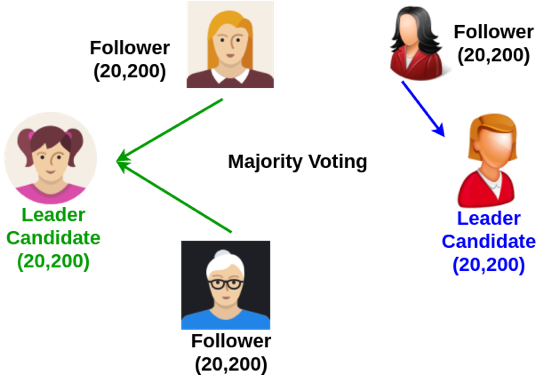 Follower
(20,200)
Follower
(20,200)
Majority Voting
Leader
Candidate
(20,200)
Leader
Candidate
(20,200)
Follower
(20,200)